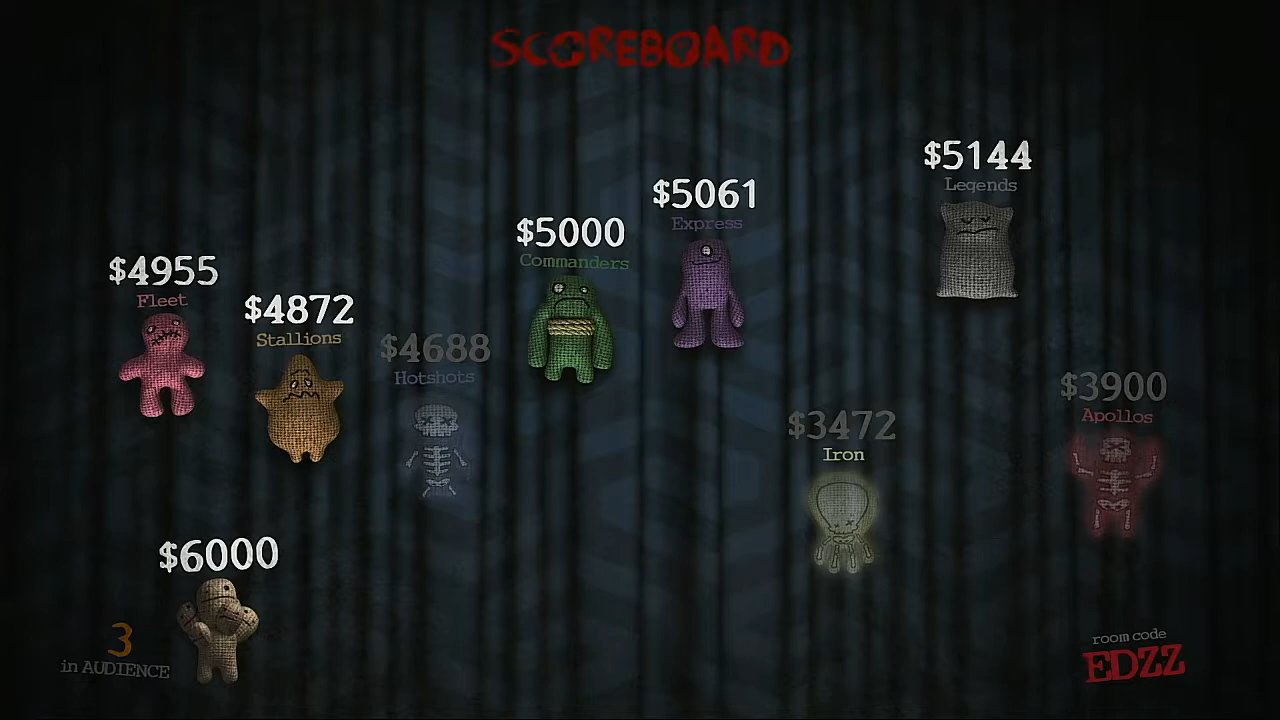 SCOREBOARD
$5144
Legends
$5061
Express
$5000
Commanders
$4955
Fleet
$4872
Stallions
$4688
Hotshots
$3900
Apollos
$3472
Iron
$6000
3
in AUDIENCE
room code
EDZZ